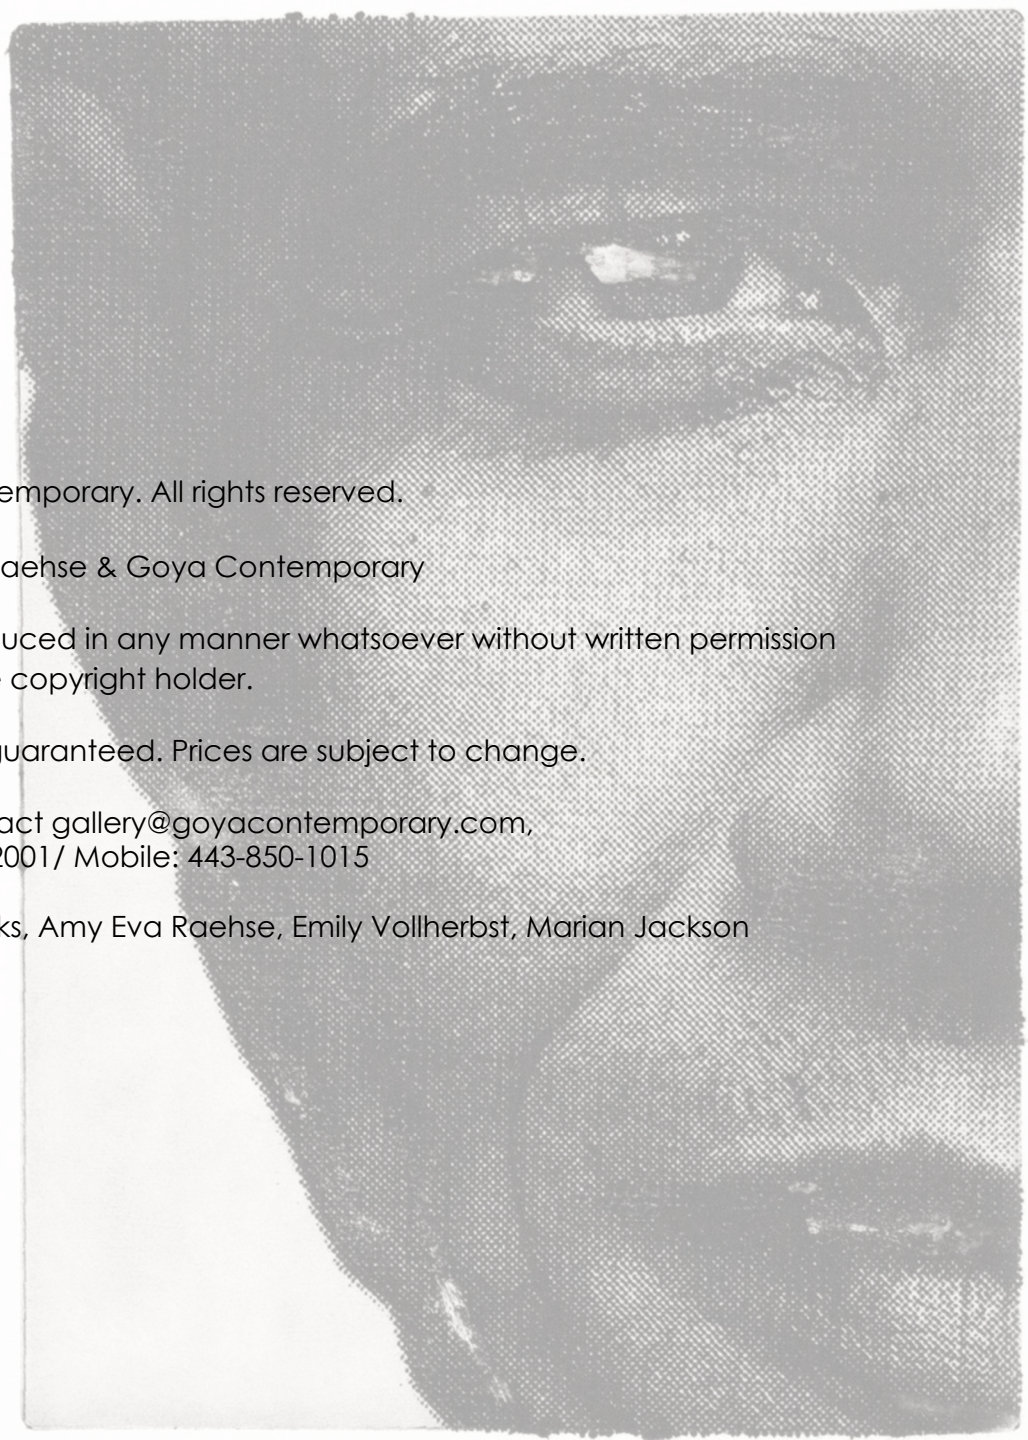 emporary. All rights reserved.
aehse & Goya Contemporary
uced in any manner whatsoever without written permission
e copyright holder.
guaranteed. Prices are subject to change.
act gallery@goyacontemporary.com,
2001/ Mobile: 443-850-1015
ks, Amy Eva Raehse, Emily Vollherbst, Marian Jackson